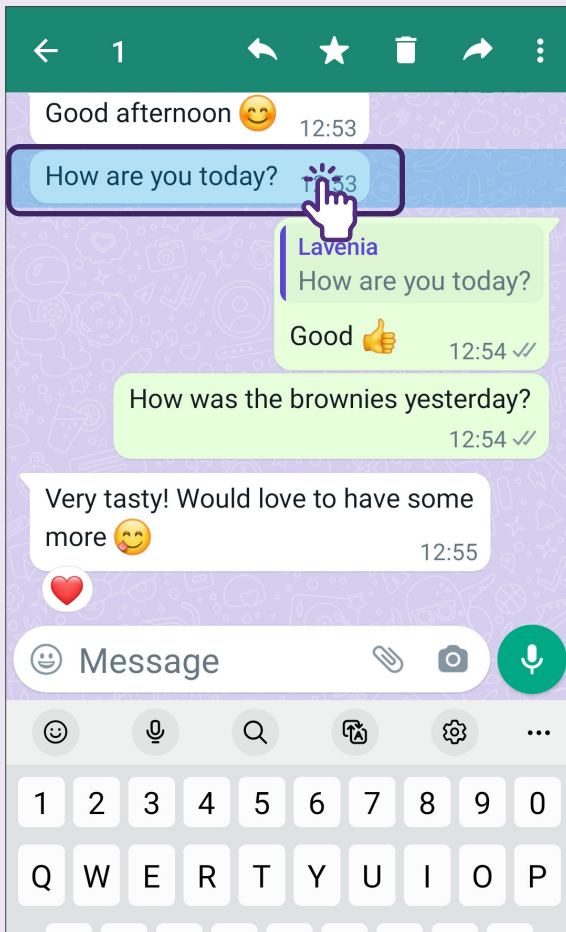 1
Good afternoon 😊
12:53
How are you today?
12:53
Lavenia
How are you today?
Good 👍
12:54
How was the brownies yesterday?
12:54
Very tasty! Would love to have some
more 😋
12:55
❤️
Message
1 2 3 4 5 6 7 8 9 0
Q W E R T Y U I O P